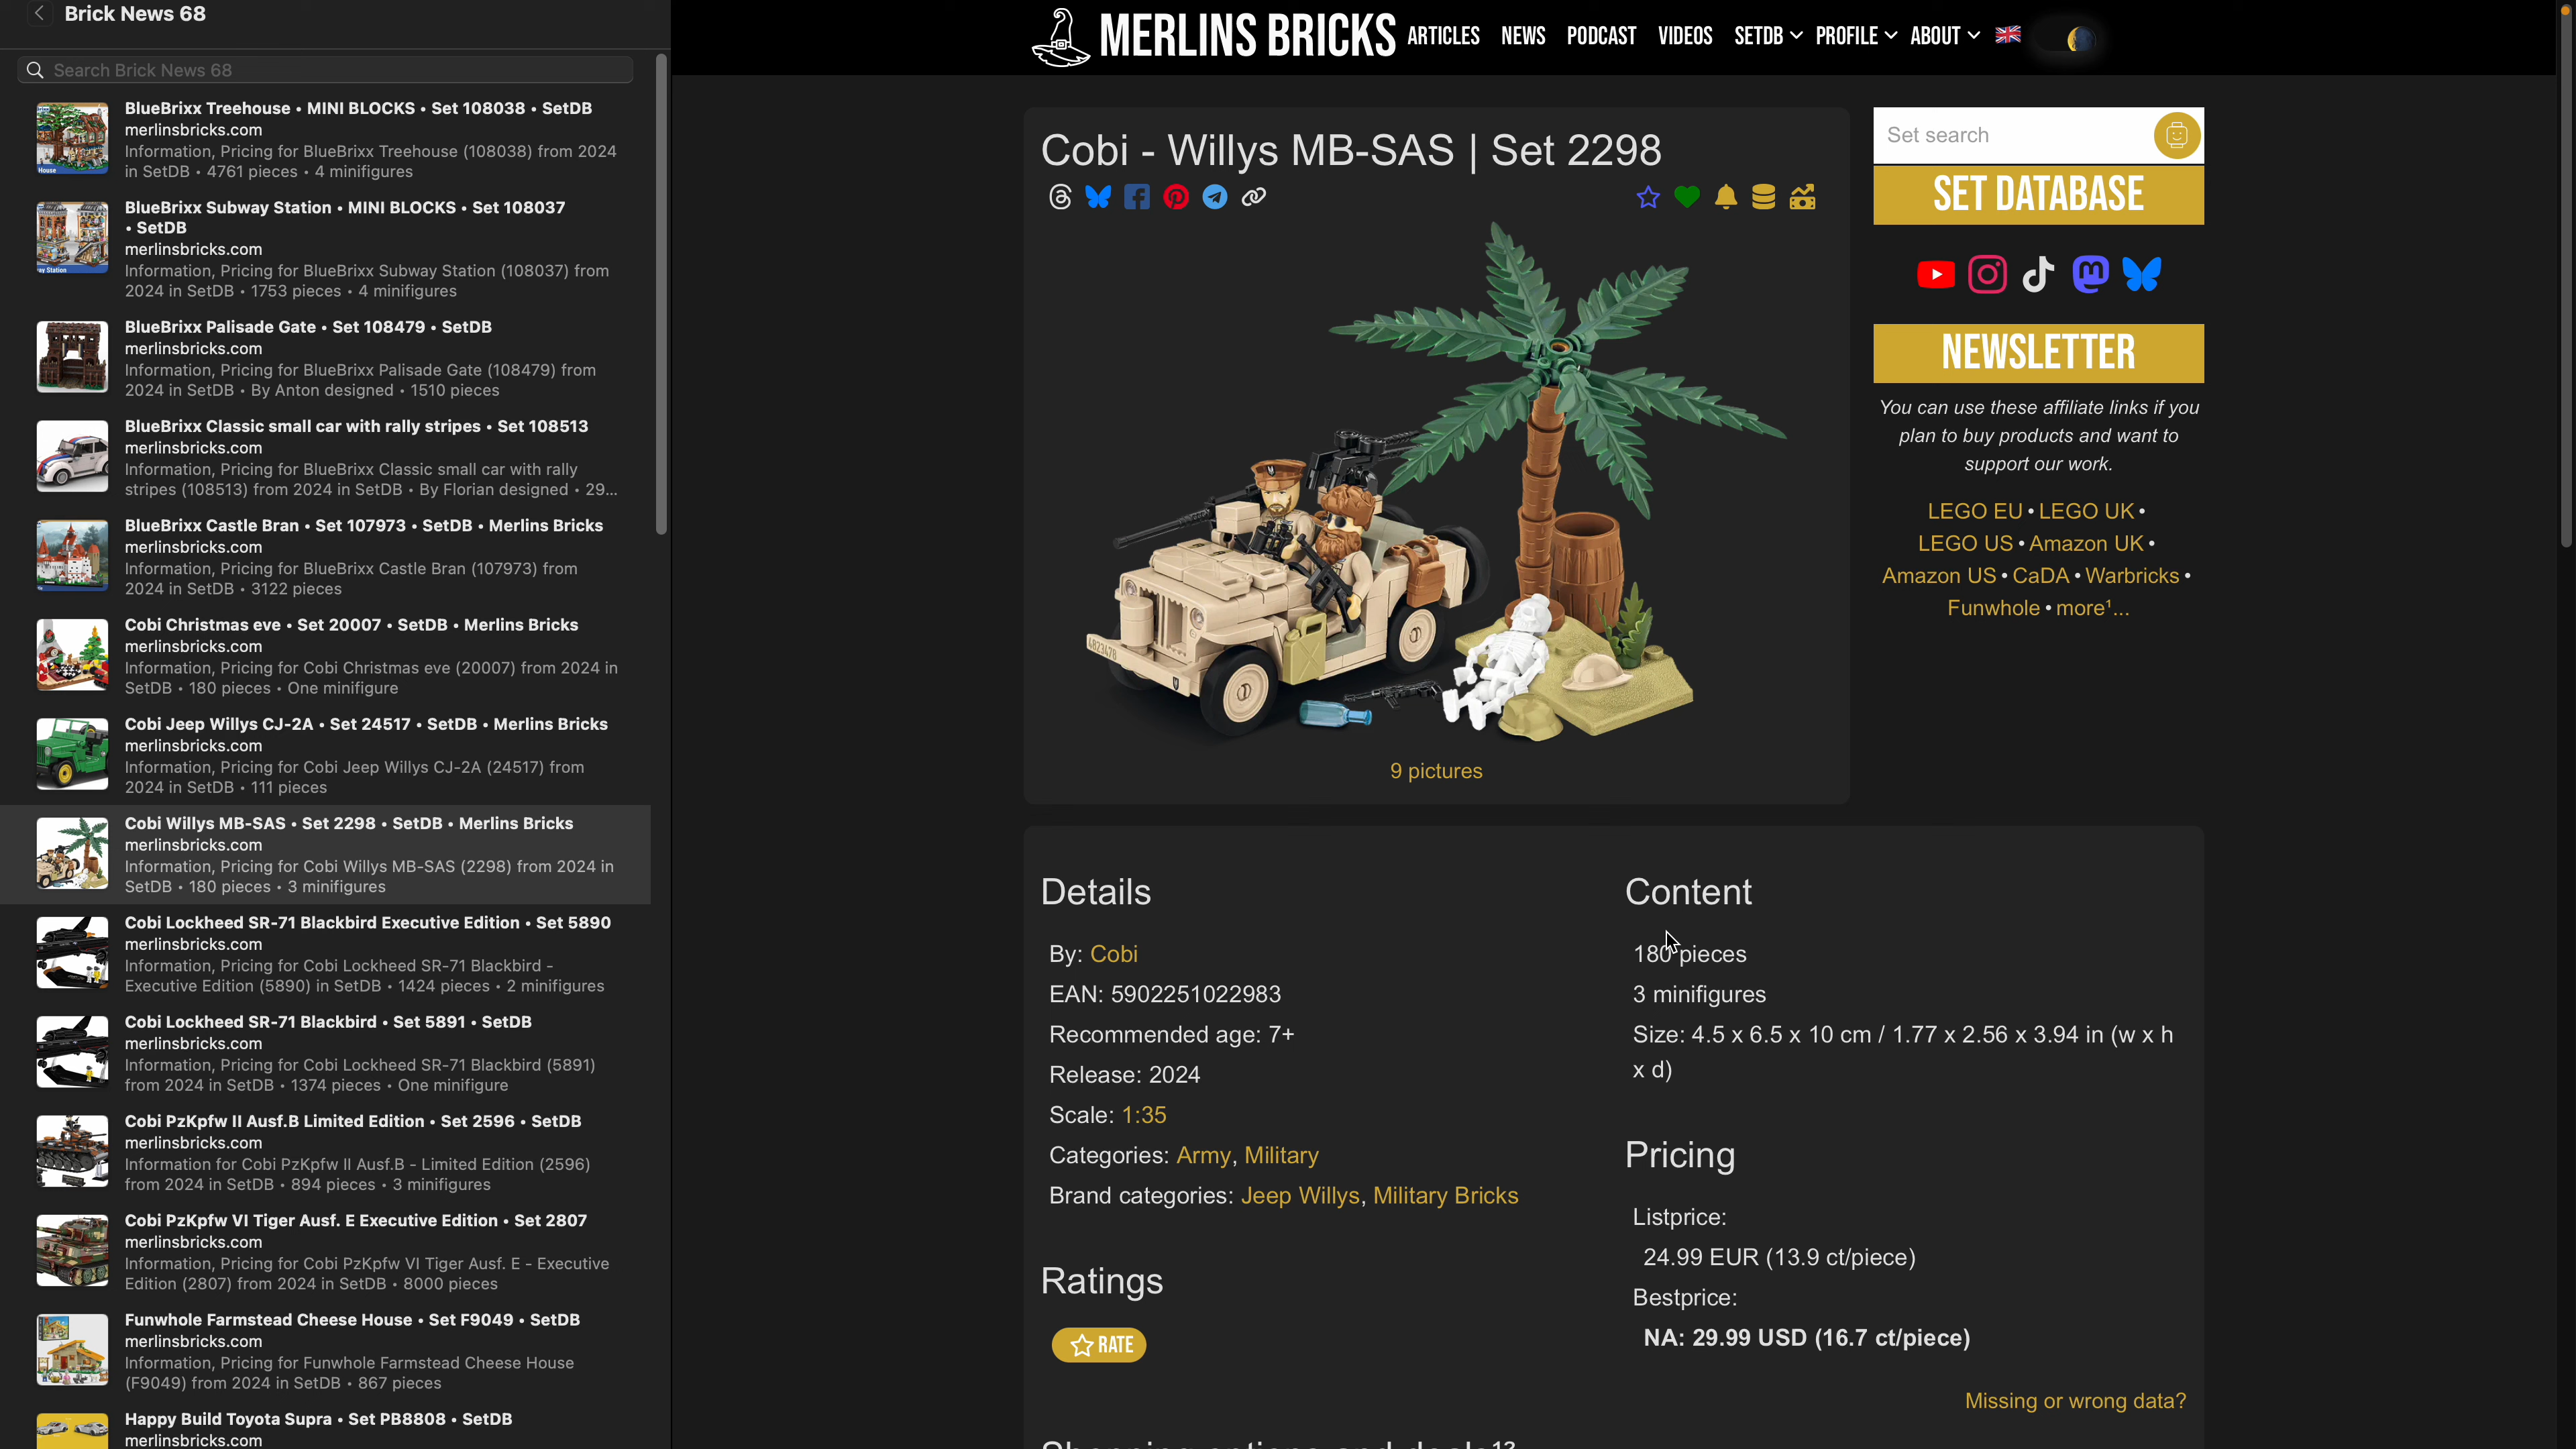 Brick News 68
Search Brick News 68
BlueBrixx Treehouse • MINI BLOCKS • Set 108038 • SetDB
merlinsbricks.com
Information, Pricing for BlueBrixx Treehouse (108038) from 2024
in SetDB • 4761 pieces • 4 minifigures
House
BlueBrixx Subway Station • MINI BLOCKS • Set 108037
• SetDB
merlinsbricks.com
Information, Pricing for BlueBrixx Subway Station (108037) from
2024 in SetDB • 1753 pieces • 4 minifigures
ay Station
BlueBrixx Palisade Gate • Set 108479 • SetDB
merlinsbricks.com
Information, Pricing for BlueBrixx Palisade Gate (108479) from
2024 in SetDB • By Anton designed • 1510 pieces
BlueBrixx Classic small car with rally stripes • Set 108513
merlinsbricks.com
Information, Pricing for BlueBrixx Classic small car with rally
stripes (108513) from 2024 in SetDB • By Florian designed • 29...
BlueBrixx Castle Bran • Set 107973 • SetDB • Merlins Bricks
merlinsbricks.com
Information, Pricing for BlueBrixx Castle Bran (107973) from
2024 in SetDB • 3122 pieces
Cobi Christmas eve • Set 20007 • SetDB • Merlins Bricks
merlinsbricks.com
Information, Pricing for Cobi Christmas eve (20007) from 2024 in
SetDB • 180 pieces • One minifigure
Cobi Jeep Willys CJ-2A • Set 24517 • SetDB • Merlins Bricks
merlinsbricks.com
Information, Pricing for Cobi Jeep Willys CJ-2A (24517) from
2024 in SetDB • 111 pieces
Cobi Willys MB-SAS • Set 2298 • SetDB • Merlins Bricks
merlinsbricks.com
Information, Pricing for Cobi Willys MB-SAS (2298) from 2024 in
SetDB • 180 pieces • 3 minifigures
Cobi Lockheed SR-71 Blackbird Executive Edition • Set 5890
merlinsbricks.com
Information, Pricing for Cobi Lockheed SR-71 Blackbird -
Executive Edition (5890) in SetDB • 1424 pieces • 2 minifigures
Cobi Lockheed SR-71 Blackbird • Set 5891 • SetDB
merlinsbricks.com
Information, Pricing for Cobi Lockheed SR-71 Blackbird (5891)
from 2024 in SetDB • 1374 pieces • One minifigure
Cobi PzKpfw II Ausf.B Limited Edition • Set 2596 • SetDB
merlinsbricks.com
Information for Cobi PzKpfw II Ausf.B - Limited Edition (2596)
from 2024 in SetDB • 894 pieces • 3 minifigures
Cobi PzKpfw VI Tiger Ausf. E Executive Edition • Set 2807
merlinsbricks.com
Information, Pricing for Cobi PzKpfw VI Tiger Ausf. E - Executive
Edition (2807) from 2024 in SetDB • 8000 pieces
Funwhole Farmstead Cheese House • Set F9049 • SetDB
merlinsbricks.com
Information, Pricing for Funwhole Farmstead Cheese House
(F9049) from 2024 in SetDB • 867 pieces
Happy Build Toyota Supra • Set PB8808 • SetDB
merlinsbricks.com
MERLINS BRICKS ARTICLES NEWS PODCAST VIDEOS SETDB PROFILE ABOUT
Cobi - Willys MB-SAS | Set 2298
4823478
9 pictures
Set search
SET DATABASE
NEWSLETTER
You can use these affiliate links if you
plan to buy products and want to
support our work.
LEGO EU • LEGO UK •
LEGO US • Amazon UK •
Amazon US • CaDA • Warbricks •
Funwhole • more¹...
Details
By: Cobi
EAN: 5902251022983
Recommended age: 7+
Release: 2024
Scale: 1:35
Categories: Army, Military
Brand categories: Jeep Willys, Military Bricks
Ratings
RATE
Content
180 pieces
3 minifigures
Size: 4.5 x 6.5 x 10 cm / 1.77 x 2.56 x 3.94 in (w x h
x d)
Pricing
Listprice:
24.99 EUR (13.9 ct/piece)
Bestprice:
NA: 29.99 USD (16.7 ct/piece)
Missing or wrong data?